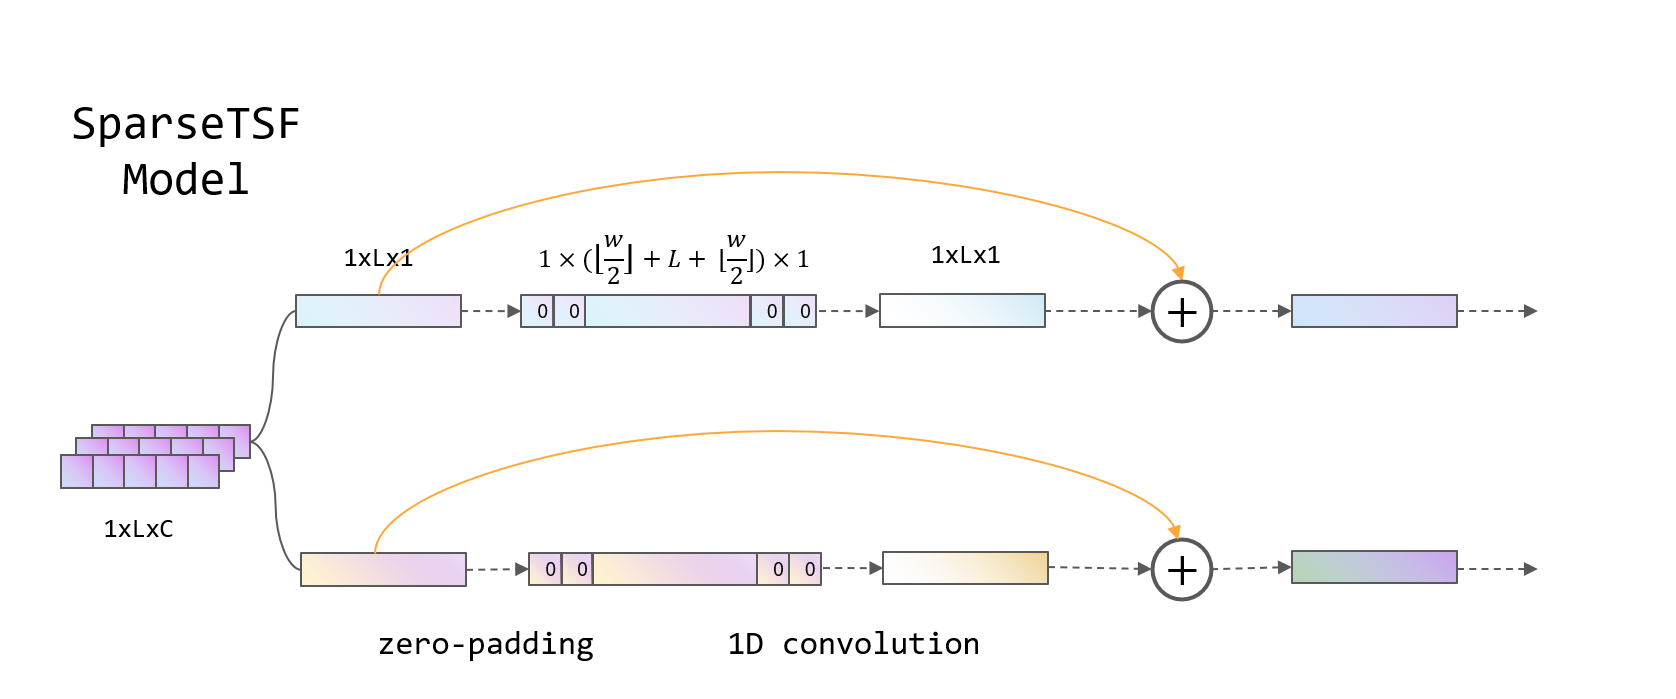 SparseTSF
Model
1xLx1
1 × (⌊w/2⌋ + L + ⌊w/2⌋) × 1
1xLx1
0 0 0 0
+
1xLxC
0 0 0 0
+
zero-padding
1D convolution